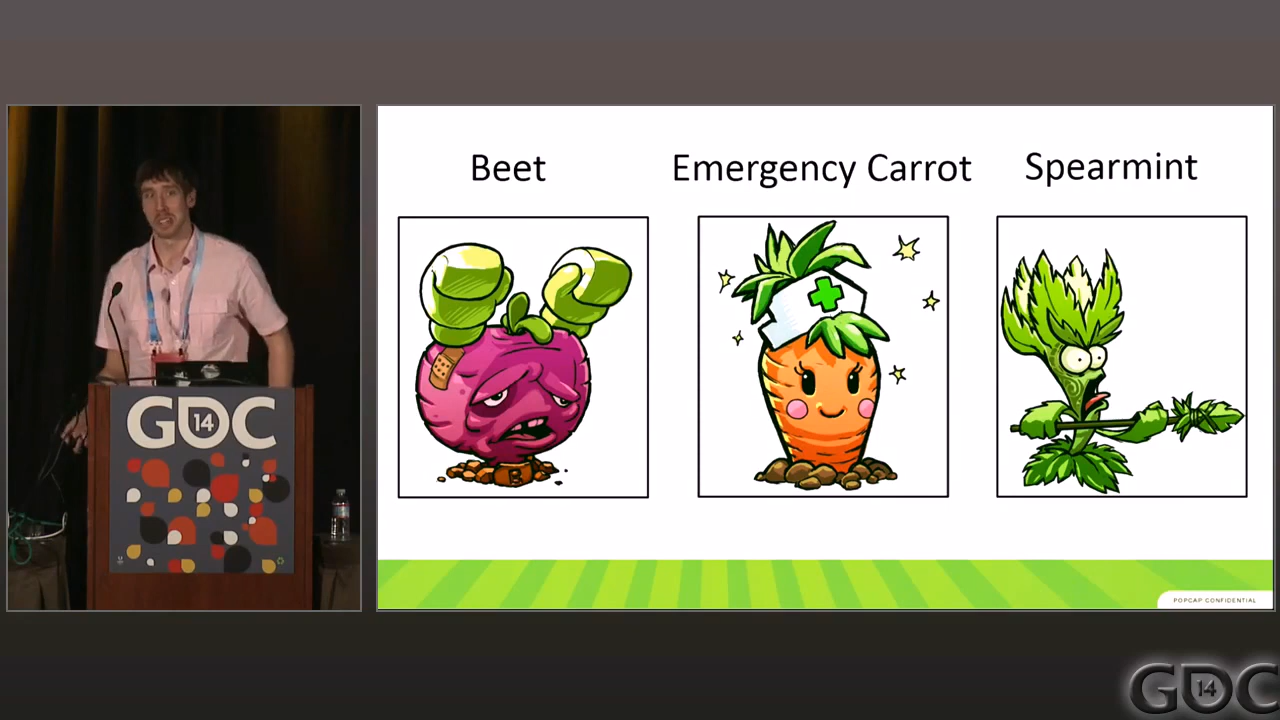 Beet
Emergency Carrot
Spearmint
GDC
14
POPCAP CONFIDENTIAL
GDC
14